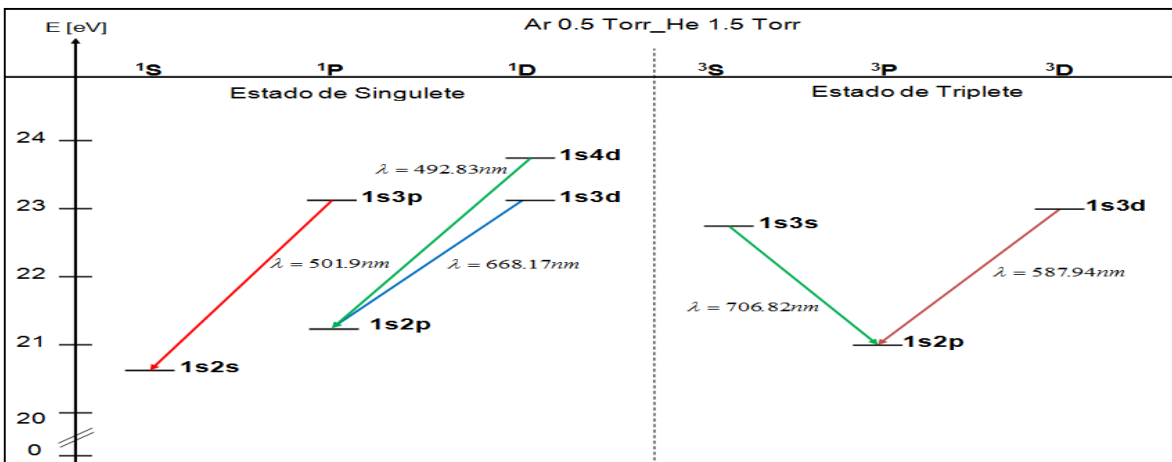 E [eV]
Ar 0.5 Torr_He 1.5 Torr
¹S ¹P ¹D ³S ³P ³D
Estado de Singulete Estado de Triplete
24
λ = 492.83nm 1s4d
23 1s3p 1s3d 1s3s 1s3d
22 λ = 501.9nm λ = 668.17nm λ = 706.82nm λ = 587.94nm
21 1s2p 1s2p
1s2s
20
0